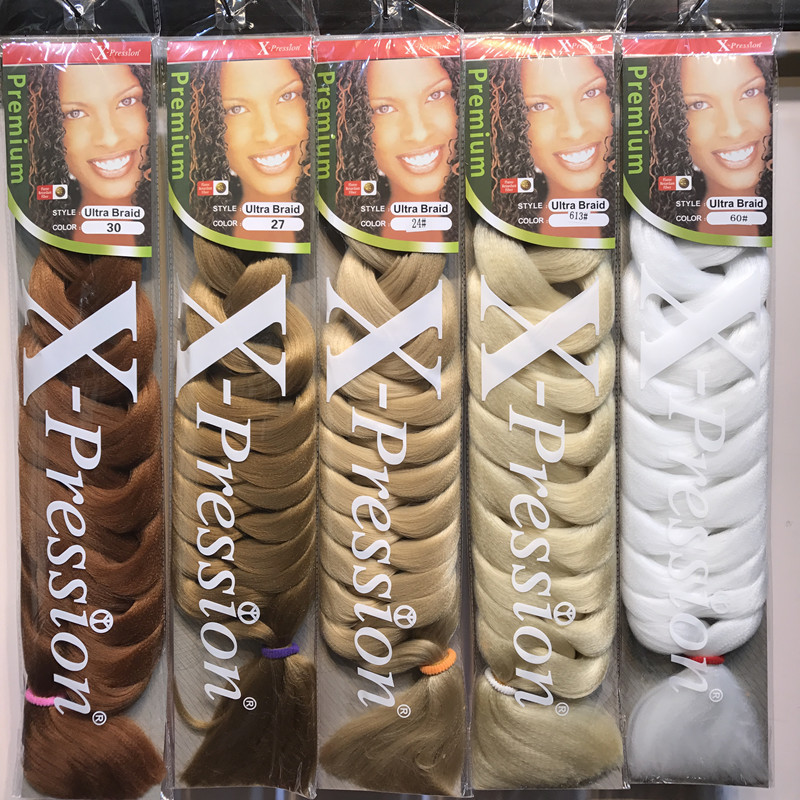 X-Pression®
Premium
STYLE : Ultra Braid
COLOR : 30
X-Pression®
X-Pression®
Premium
STYLE : Ultra Braid
COLOR : 27
X-Pression®
X-Pression®
Premium
STYLE : Ultra Braid
COLOR : 24#
X-Pression®
X-Pression®
Premium
STYLE : Ultra Braid
COLOR : 613#
X-Pression®
X-Pression®
Premium
STYLE : Ultra Braid
COLOR : 60#
X-Pression®